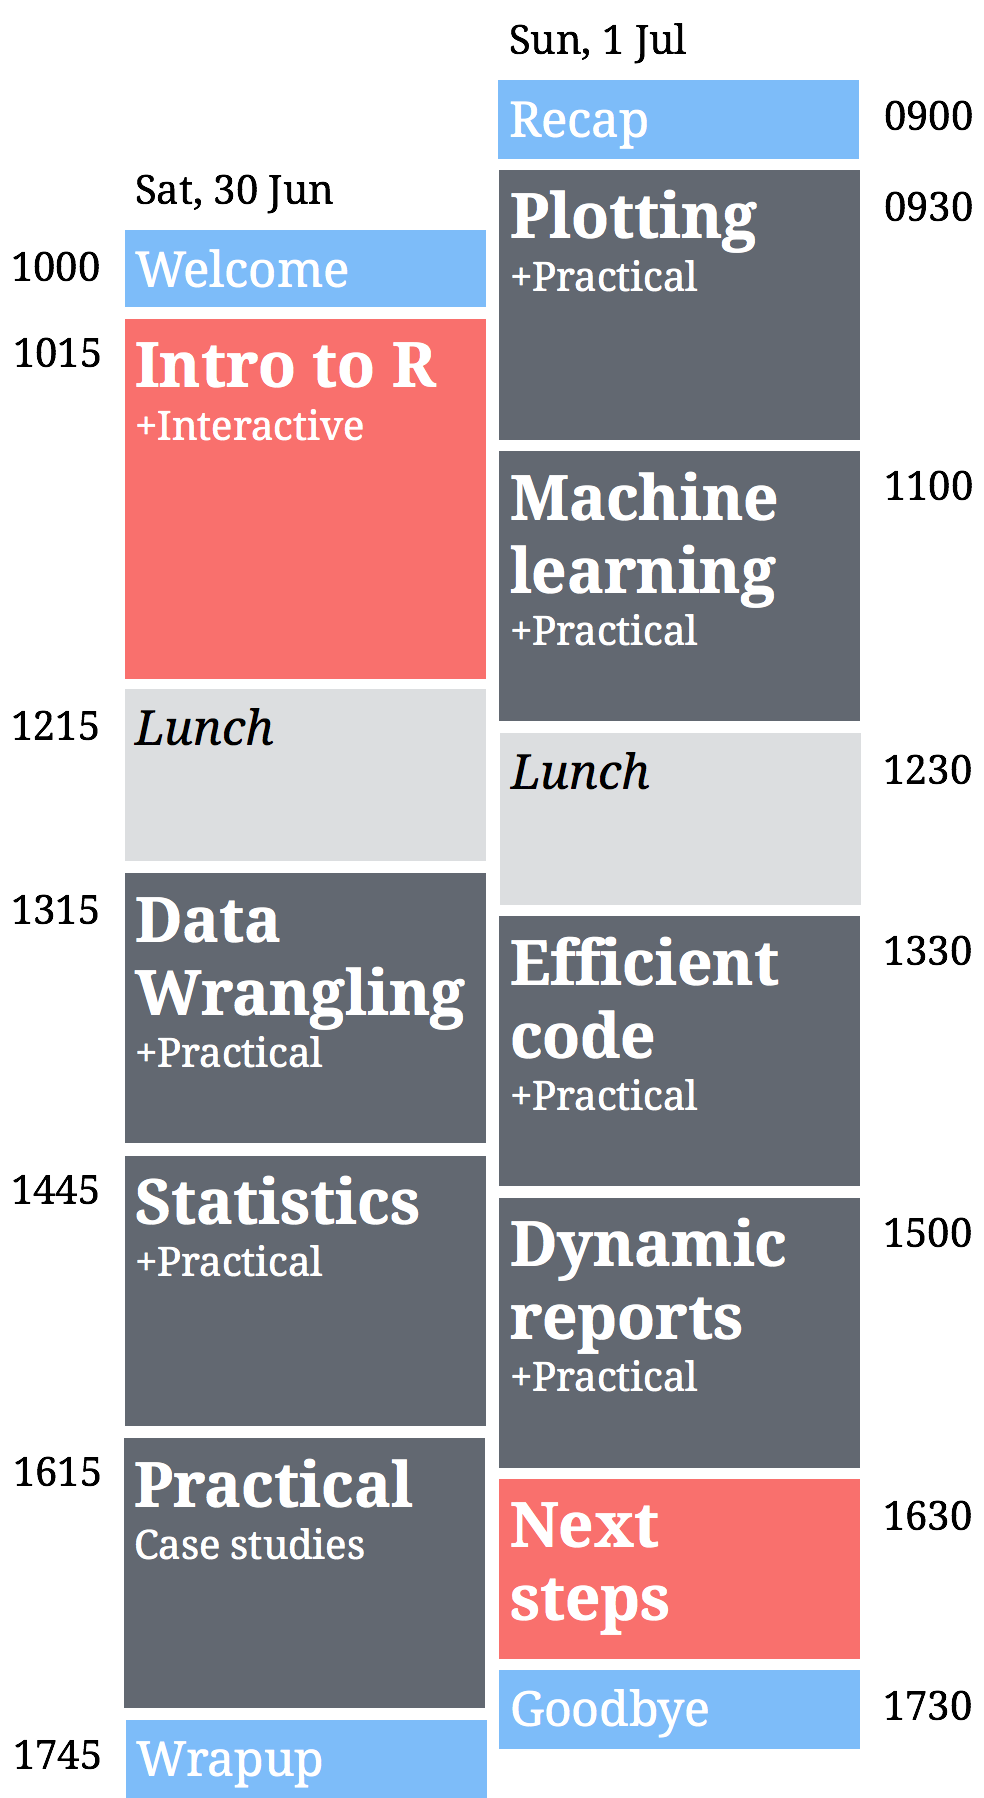 Sat, 30 Jun
1000 Welcome
1015 Intro to R
+Interactive
1215 Lunch
1315 Data
Wrangling
+Practical
1445 Statistics
+Practical
1615 Practical
Case studies
1745 Wrapup
Sun, 1 Jul
Recap 0900
Plotting 0930
+Practical
Machine 1100
learning
+Practical
Lunch 1230
Efficient 1330
code
+Practical
Dynamic 1500
reports
+Practical
Next 1630
steps
Goodbye 1730